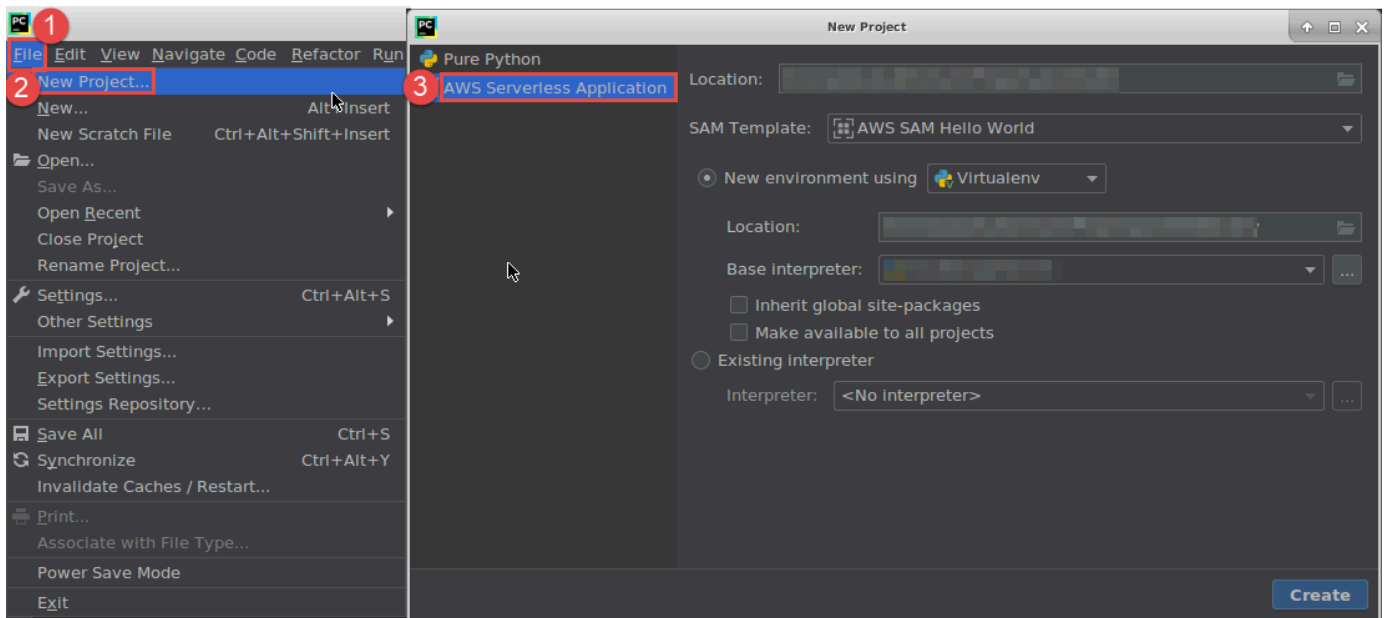 PC
1
File Edit View Navigate Code Refactor Run
2
New Project...
New... Alt+Insert
New Scratch File Ctrl+Alt+Shift+Insert
Open...
Save As...
Open Recent
Close Project
Rename Project...
Settings... Ctrl+Alt+S
Other Settings
Import Settings...
Export Settings...
Settings Repository...
Save All Ctrl+S
Synchronize Ctrl+Alt+Y
Invalidate Caches / Restart...
Print...
Associate with File Type...
Power Save Mode
Exit
PC
New Project
Pure Python
3
AWS Serverless Application
Location:
SAM Template: AWS SAM Hello World
New environment using Virtualenv
Location:
Base interpreter: ...
Inherit global site-packages
Make available to all projects
Existing interpreter
Interpreter: <No interpreter> ...
Create